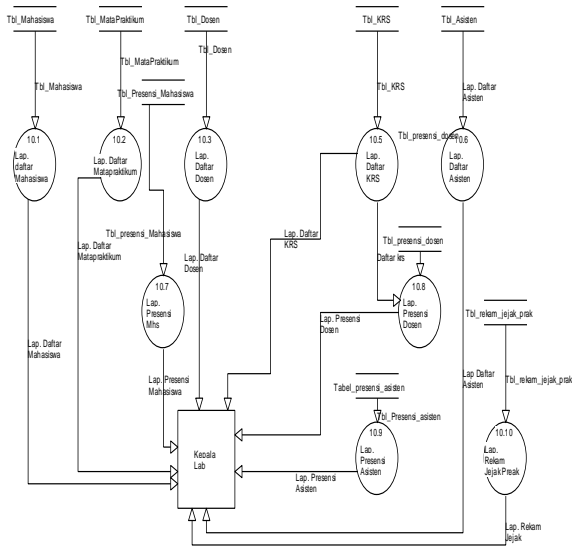 Tbl_Mahasiswa
Tbl_MataPraktikum
Tbl_Dosen
Tbl_KRS
Tbl_Asisten
Tbl_Dosen
Tbl_MataPraktikum
Tbl_Mahasiswa
Tbl_Presensi_Mahasiswa
Tbl_KRS
Lap. Daftar
Asisten
10.1
Lap.
daftar
Mahasiswa
10.2
Lap. Daftar
Matapraktikum
10.3
Lap.
Daftar
Dosen
10.5
Lap.
Daftar
KRS
Tbl_presensi_dosen
10.6
Lap.
Daftar
Asisten
Tbl_presensi_Mahasiswa
Lap. Daftar
Matapraktikum
Lap. Daftar
Dosen
Lap. Daftar
KRS
Tbl_presensi_dosen
Daftar krs
10.7
Lap.
Presensi
Mhs
10.8
Lap.
Presensi
Dosen
Lap. Presensi
Dosen
Tbl_rekam_jejak_prak
Lap. Daftar
Mahasiswa
Lap. Presensi
Mahasiswa
Tabel_presensi_asisten
Lap Daftar
Asisten
Tbl_rekam_jejak_prak
Tbl_Presensi_asisten
Kepala
Lab
10.9
Lap.
Presensi
Asisten
10.10
Lap.
Rekam
Jejak Preak
Lap. Presensi
Asisten
Lap. Rekam
Jejak